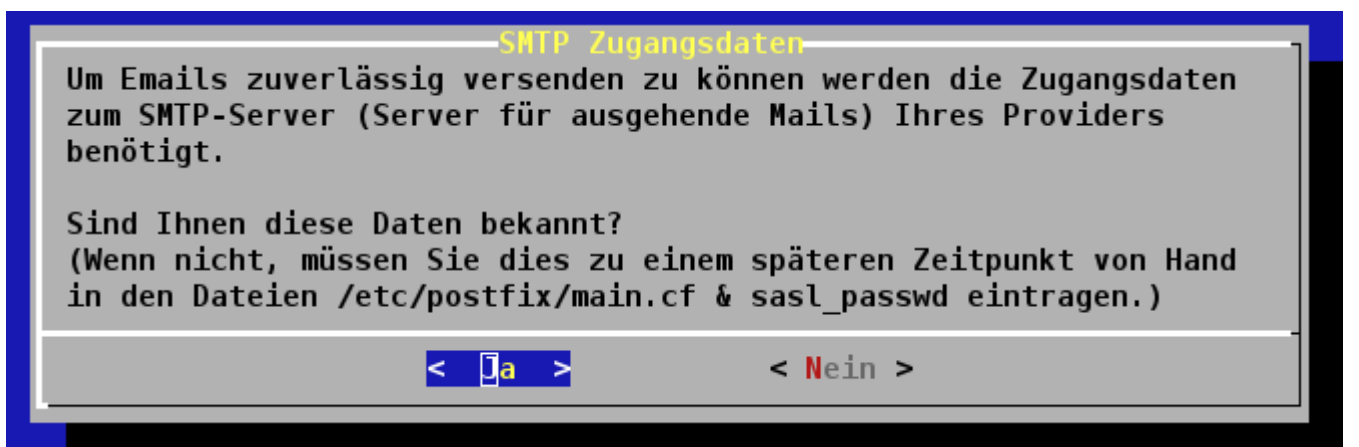 SMTP Zugangsdaten
Um Emails zuverlässig versenden zu können werden die Zugangsdaten
zum SMTP-Server (Server für ausgehende Mails) Ihres Providers
benötigt.
Sind Ihnen diese Daten bekannt?
(Wenn nicht, müssen Sie dies zu einem späteren Zeitpunkt von Hand
in den Dateien /etc/postfix/main.cf & sasl_passwd eintragen.)
< Ja > < Nein >